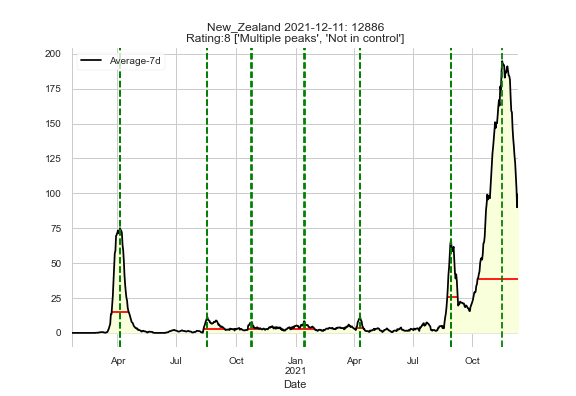 New_Zealand 2021-12-11: 12886
Rating:8 ['Multiple peaks', 'Not in control']
Average-7d
200
175
150
125
100
75
50
25
0
Apr Jul Oct Jan Apr Jul Oct
2021
Date